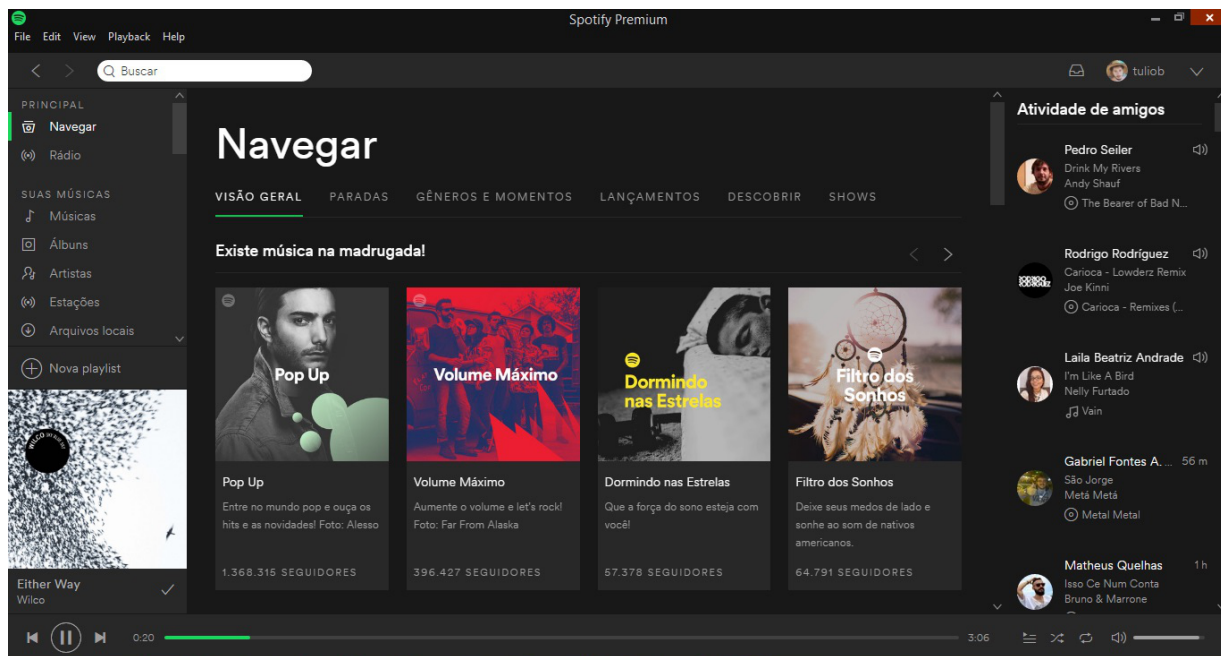 Spotify Premium
File Edit View Playback Help
Buscar
tuliob
PRINCIPAL
Navegar
Rádio
SUAS MÚSICAS
Músicas
Álbuns
Artistas
Estações
Arquivos locais
Nova playlist
WILCO
Either Way
Wilco
Navegar
VISÃO GERAL PARADAS GÊNEROS E MOMENTOS LANÇAMENTOS DESCOBRIR SHOWS
Existe música na madrugada!
Pop Up
Pop Up
Entre no mundo pop e ouça os
hits e as novidades! Foto: Alesso
1.368.315 SEGUIDORES
Volume Máximo
Volume Máximo
Aumente o volume e let's rock!
Foto: Far From Alaska
396.427 SEGUIDORES
Dormindo
nas Estrelas
Dormindo nas Estrelas
Que a força do sono esteja com
você!
57.378 SEGUIDORES
Filtro dos
Sonhos
Filtro dos Sonhos
Deixe seus medos de lado e
sonhe ao som de nativos
americanos.
64.791 SEGUIDORES
Atividade de amigos
Pedro Seiler
Drink My Rivers
Andy Shauf
The Bearer of Bad N...
RODRIGO
RODRIGUEZ
Rodrigo Rodríguez
Carioca - Lowderz Remix
Joe Kinni
Carioca - Remixes (...
Laila Beatriz Andrade
I'm Like A Bird
Nelly Furtado
Vain
Gabriel Fontes A. ... 56 m
São Jorge
Metá Metá
Metal Metal
Matheus Quelhas 1 h
Isso Ce Num Conta
Bruno & Marrone
0:20 3:06